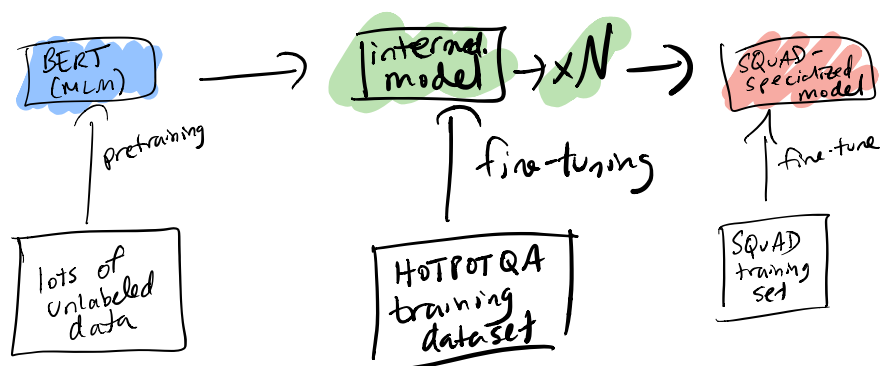 BERT
(MLM)
intermed.
model
xN
SQuAD-
specialized
model
pretraining
fine-tuning
fine-tune
lots of
unlabeled
data
HOTPOTQA
training
dataset
SQuAD
training
set